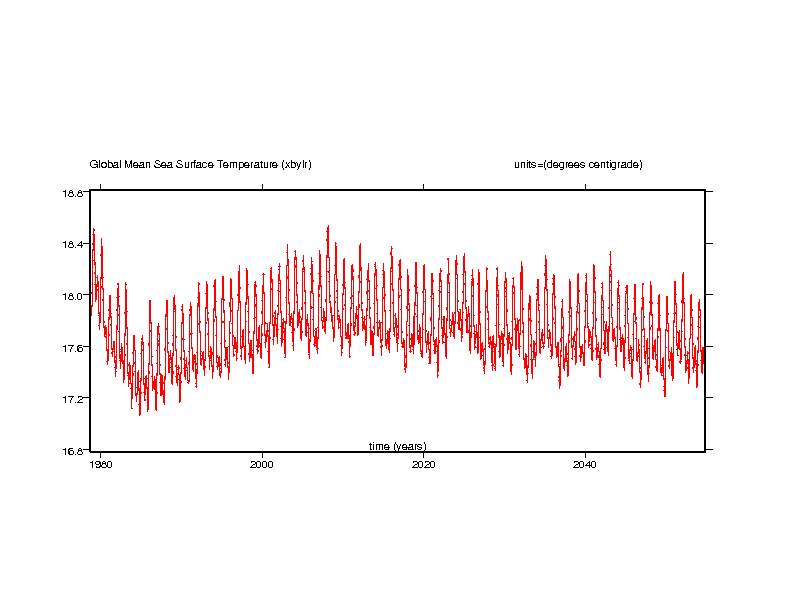 Global Mean Sea Surface Temperature (xbylr) units=(degrees centigrade)
18.8
18.4
18.0
17.6
17.2
16.8
time (years)
1980 2000 2020 2040